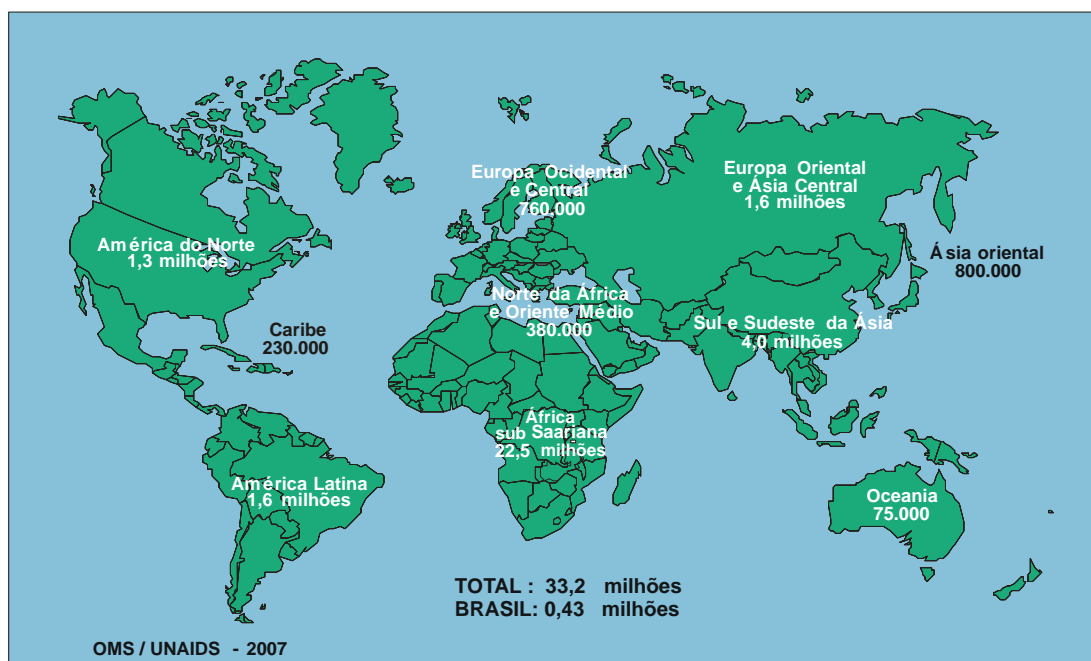 Europa Ocidental
e Central
760.000
Europa Oriental
e Ásia Central
1,6 milhões
América do Norte
1,3 milhões
Ásia oriental
800.000
Norte da África
e Oriente Médio
380.000
Caribe
230.000
Sul e Sudeste da Ásia
4,0 milhões
África
sub Saariana
22,5 milhões
América Latina
1,6 milhões
Oceania
75.000
TOTAL : 33,2 milhões
BRASIL: 0,43 milhões
OMS / UNAIDS - 2007